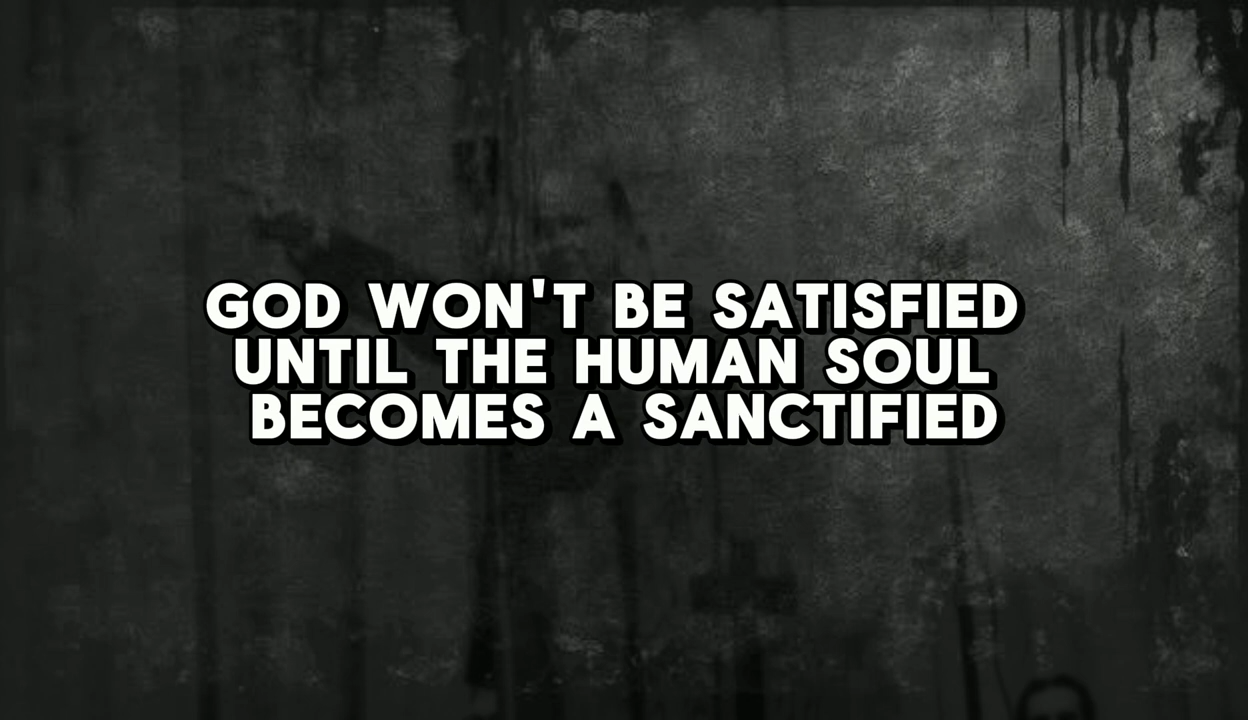 GOD WON'T BE SATISFIED
UNTIL THE HUMAN SOUL
BECOMES A SANCTIFIED